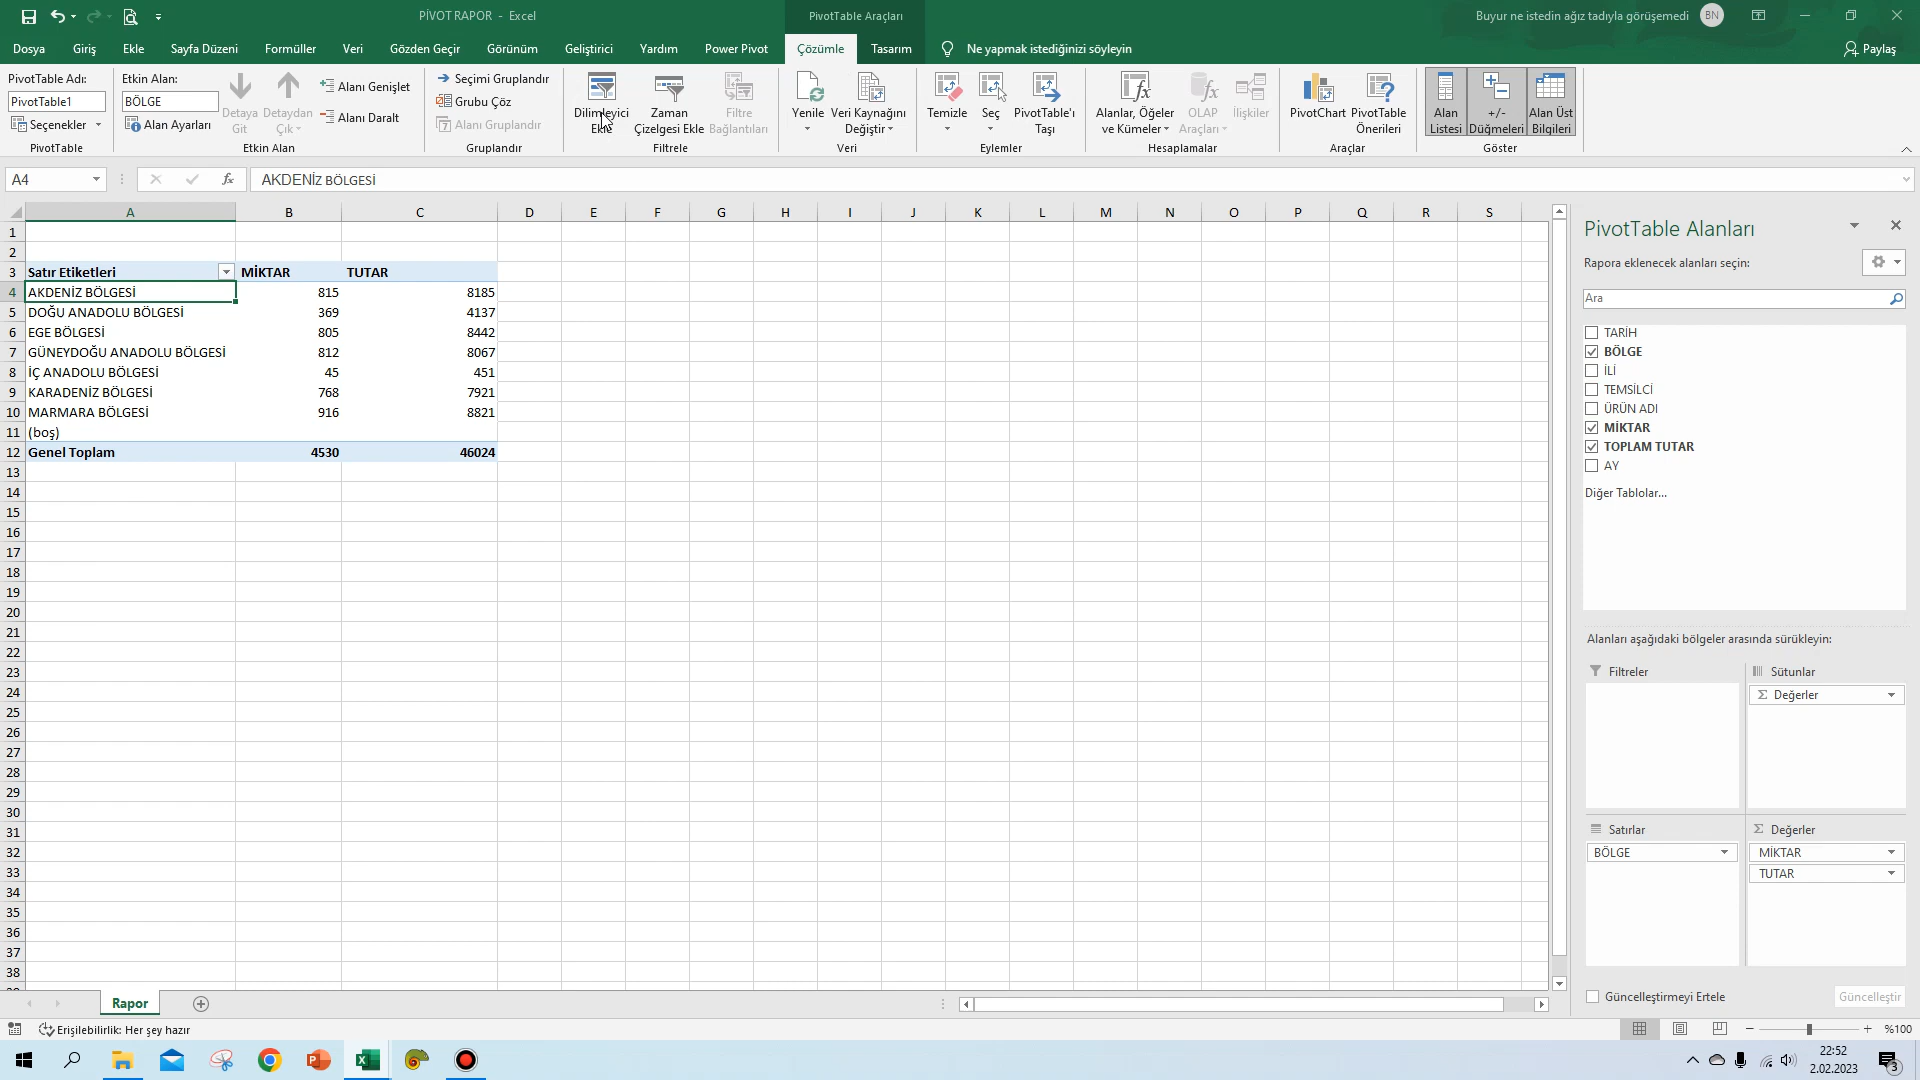 PİVOT RAPOR - Excel
PivotTable Araçları
Buyur ne istedin ağız tadıyla görüşemedi BN
Dosya Giriş Ekle Sayfa Düzeni Formüller Veri Gözden Geçir Görünüm Geliştirici Yardım Power Pivot Çözümle Tasarım Ne yapmak istediğinizi söyleyin Paylaş
PivotTable Adı:
PivotTable1
Seçenekler
PivotTable
Etkin Alan:
BÖLGE
Alan Ayarları
Detaya Git
Detaydan Çık
Alanı Genişlet
Alanı Daralt
Etkin Alan
Seçimi Gruplandır
Grubu Çöz
Alanı Gruplandır
Gruplandır
Dilimleyici Ekle
Zaman Çizelgesi Ekle
Filtre Bağlantıları
Filtrele
Yenile
Veri Kaynağını Değiştir
Veri
Temizle
Seç
PivotTable'ı Taşı
Eylemler
Alanlar, Öğeler ve Kümeler
OLAP Araçları
İlişkiler
Hesaplamalar
PivotChart
PivotTable Önerileri
Araçlar
Alan Listesi
+/- Düğmeleri
Alan Üst Bilgileri
Göster
A4 fx AKDENİZ BÖLGESİ
A B C D E F G H I J K L M N O P Q R S
1
2
3 Satır Etiketleri MİKTAR TUTAR
4 AKDENİZ BÖLGESİ 815 8185
5 DOĞU ANADOLU BÖLGESİ 369 4137
6 EGE BÖLGESİ 805 8442
7 GÜNEYDOĞU ANADOLU BÖLGESİ 812 8067
8 İÇ ANADOLU BÖLGESİ 45 451
9 KARADENİZ BÖLGESİ 768 7921
10 MARMARA BÖLGESİ 916 8821
11 (boş)
12 Genel Toplam 4530 46024
13
14
15
16
17
18
19
20
21
22
23
24
25
26
27
28
29
30
31
32
33
34
35
36
37
38
PivotTable Alanları
Rapora eklenecek alanları seçin:
Ara
TARİH
BÖLGE
İLİ
TEMSİLCİ
ÜRÜN ADI
MİKTAR
TOPLAM TUTAR
AY
Diğer Tablolar...
Alanları aşağıdaki bölgeler arasında sürükleyin:
Filtreler
Sütunlar
Σ Değerler
Satırlar
BÖLGE
Σ Değerler
MİKTAR
TUTAR
Güncelleştirmeyi Ertele Güncelleştir
Rapor
Erişilebilirlik: Her şey hazır
%100
22:52
2.02.2023
3